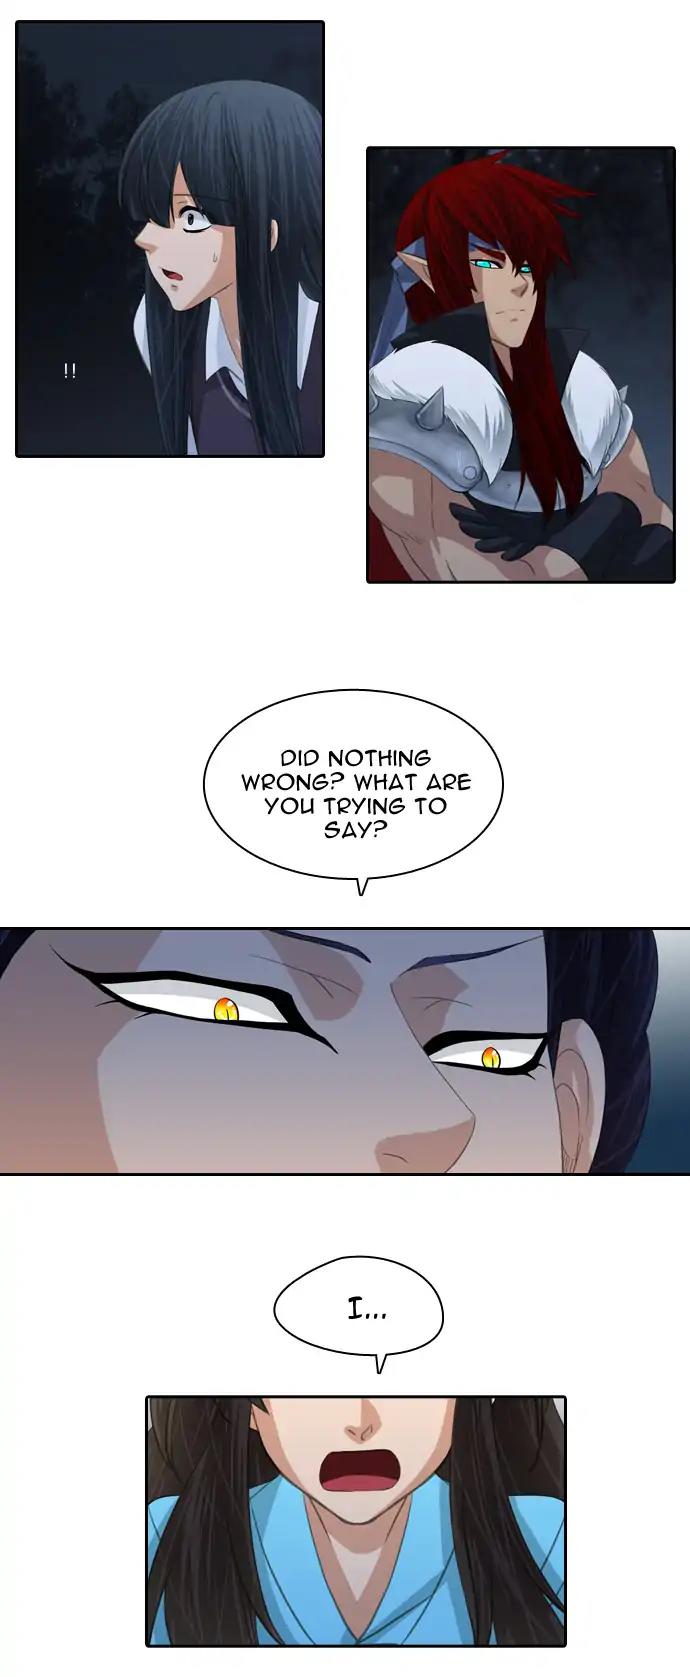 !!
DID NOTHING
WRONG? WHAT ARE
YOU TRYING TO
SAY?
I...